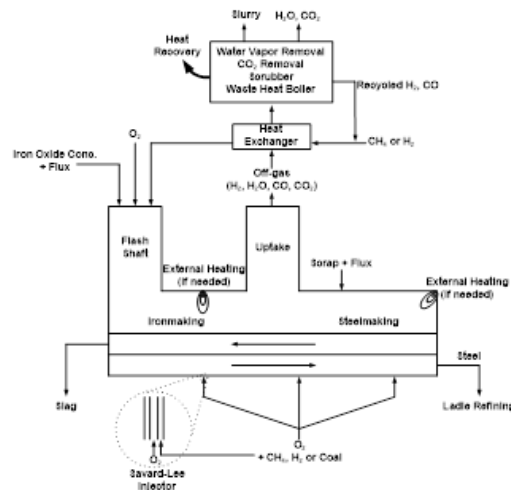 Slurry
H₂O, CO₂
Heat
Recovery
Water Vapor Removal
CO₂ Removal
Scrubber
Waste Heat Boiler
Recycled H₂, CO
O₂
Heat
Exchanger
CH₄ or H₂
Iron Oxide Conc.
+ Flux
Off-gas
(H₂, H₂O, CO, CO₂)
Flash
Shaft
Uptake
External Heating
(if needed)
Scrap + Flux
External Heating
(if needed)
Ironmaking
Steelmaking
Steel
Slag
Ladle Refining
O₂
O₂
+ CH₄, H₂ or Coal
Savard-Lee
Injector